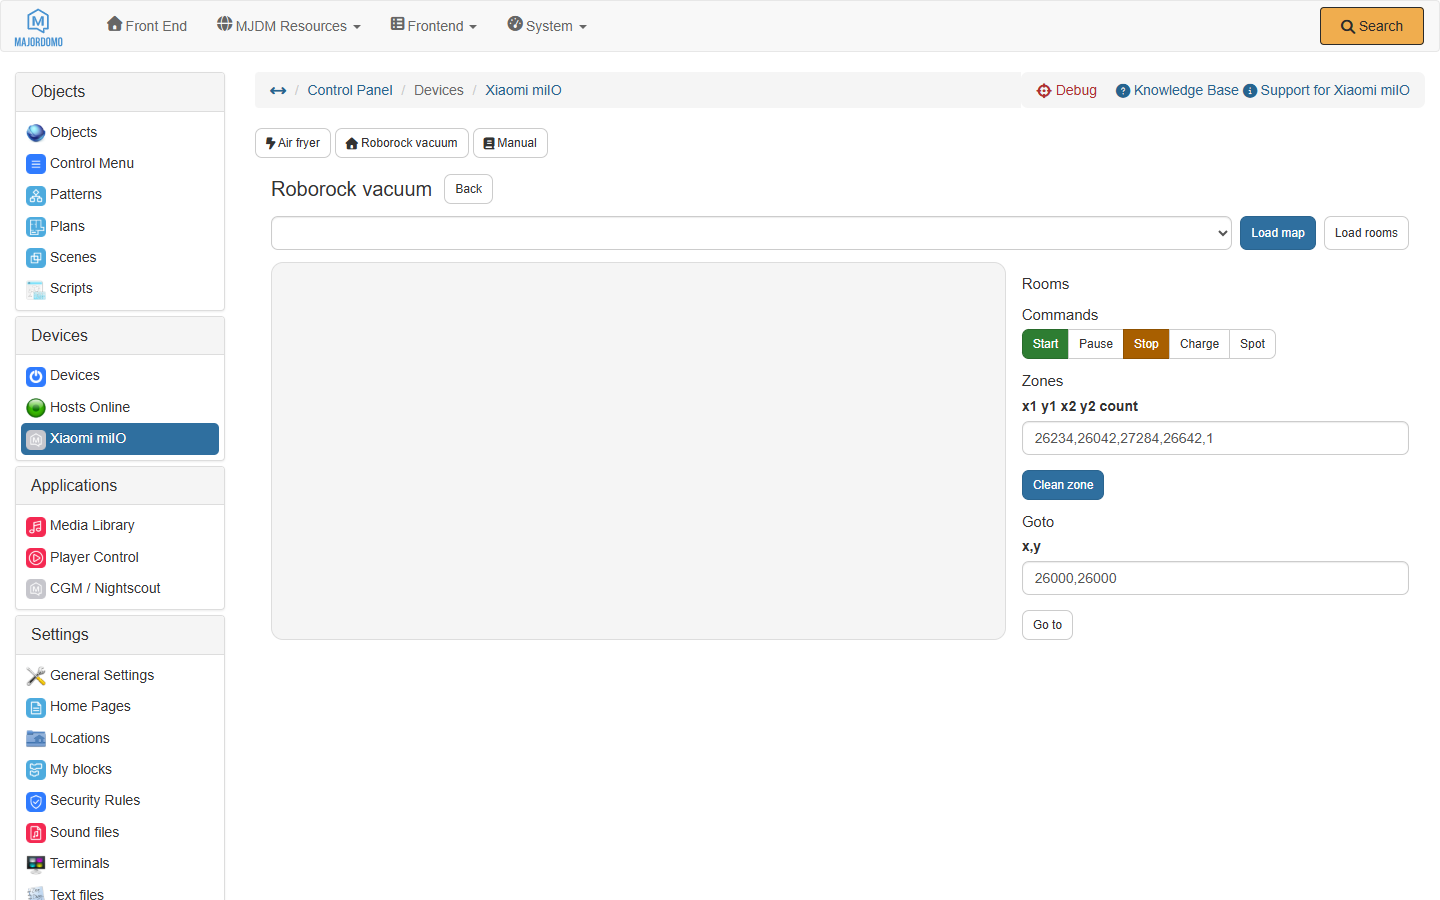 MAJORDOMO
Front End
MJDM Resources
Frontend
System
Search
Objects
Objects
Control Menu
Patterns
Plans
Scenes
Scripts
Devices
Devices
Hosts Online
Xiaomi miIO
Applications
Media Library
Player Control
CGM / Nightscout
Settings
General Settings
Home Pages
Locations
My blocks
Security Rules
Sound files
Terminals
Text files
/ Control Panel / Devices / Xiaomi miIO
Debug
Knowledge Base
Support for Xiaomi miIO
Air fryer
Roborock vacuum
Manual
Roborock vacuum
Back
Load map
Load rooms
Rooms
Commands
Start
Pause
Stop
Charge
Spot
Zones
x1 y1 x2 y2 count
26234,26042,27284,26642,1
Clean zone
Goto
x,y
26000,26000
Go to